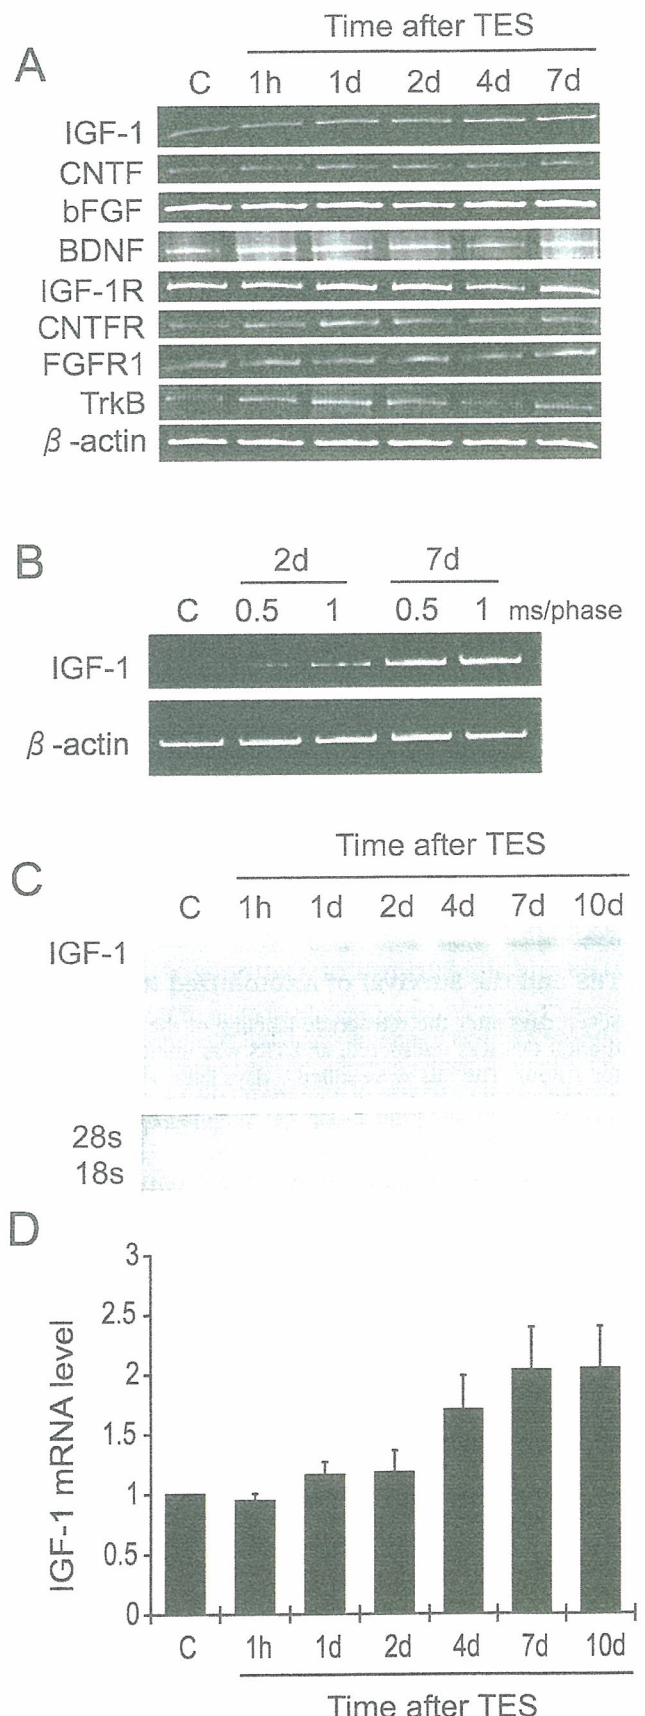 Time after TES
A
C 1h 1d 2d 4d 7d
IGF-1
CNTF
bFGF
BDNF
IGF-1R
CNTFR
FGFR1
TrkB
β-actin
B
2d 7d
C 0.5 1 0.5 1 ms/phase
IGF-1
β-actin
Time after TES
C
C 1h 1d 2d 4d 7d 10d
IGF-1
28s
18s
D
IGF-1 mRNA level
3
2.5
2
1.5
1
0.5
0
C 1h 1d 2d 4d 7d 10d
Time after TES